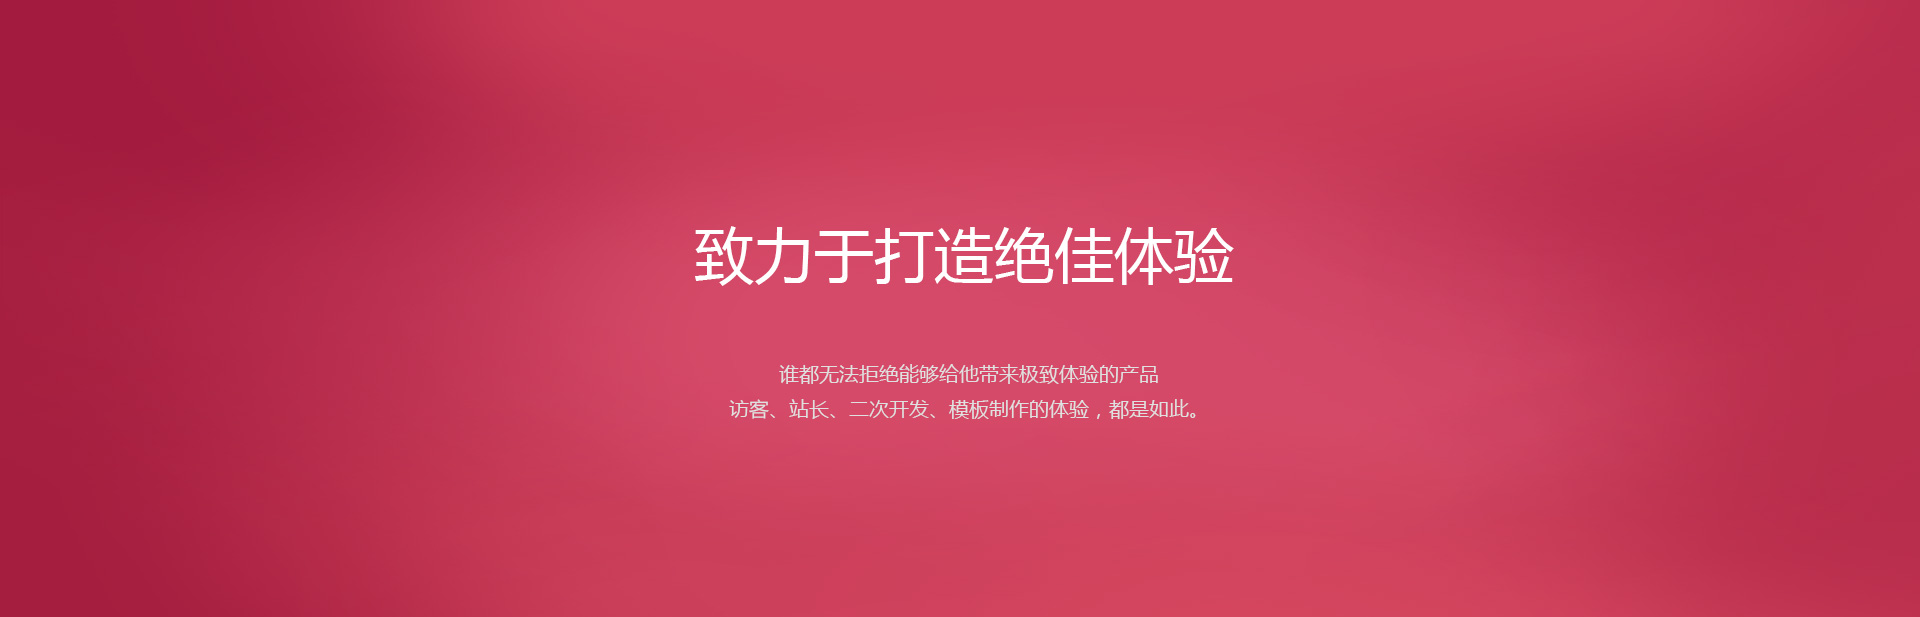 致力于打造绝佳体验
谁都无法拒绝能够给他带来极致体验的产品
访客、站长、二次开发、模板制作的体验，都是如此。